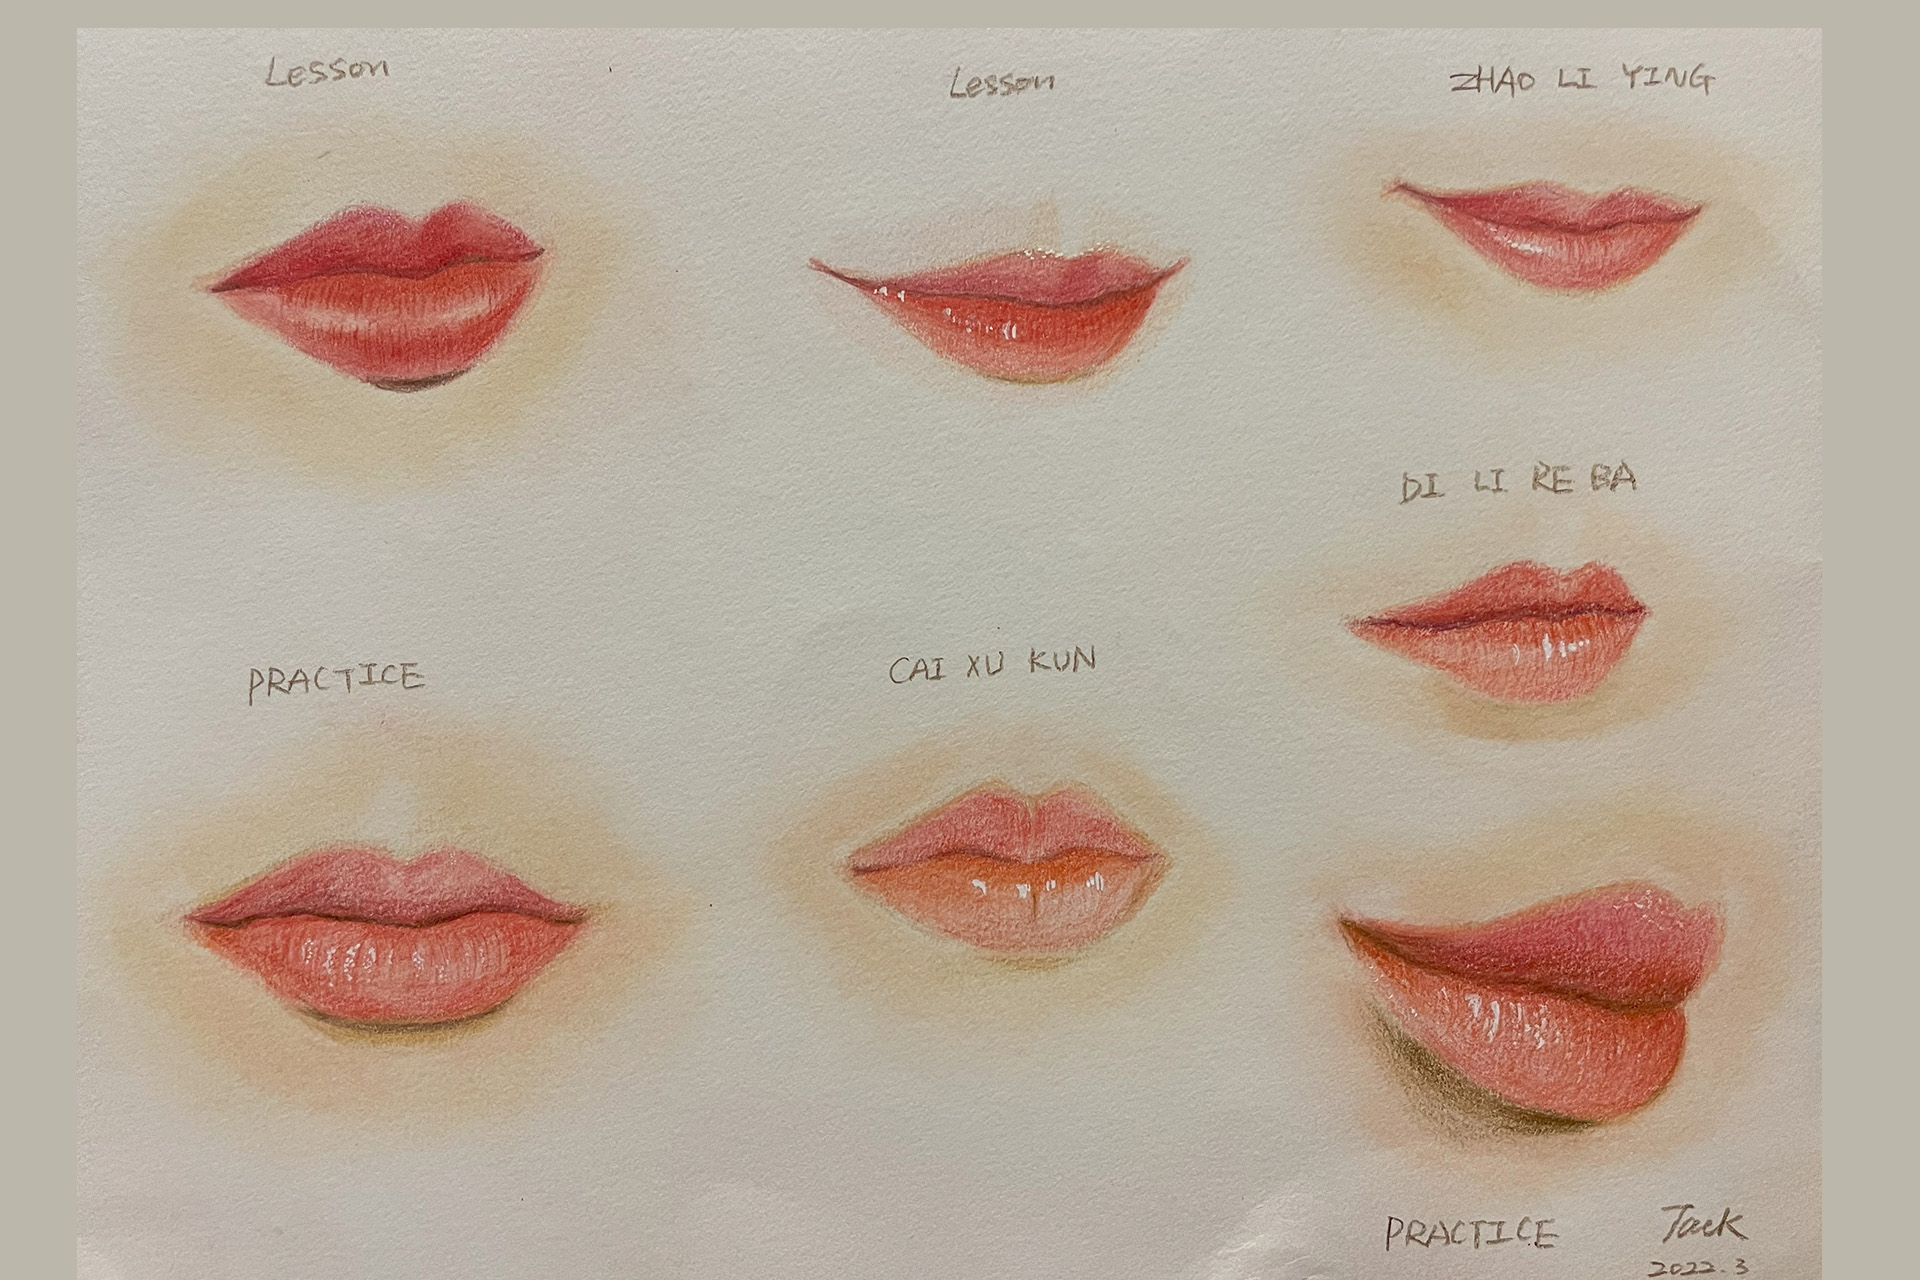 Lesson
Lesson
ZHAO LI YING
DI LI RE BA
PRACTICE
CAI XU KUN
PRACTICE
Jack
2022.3